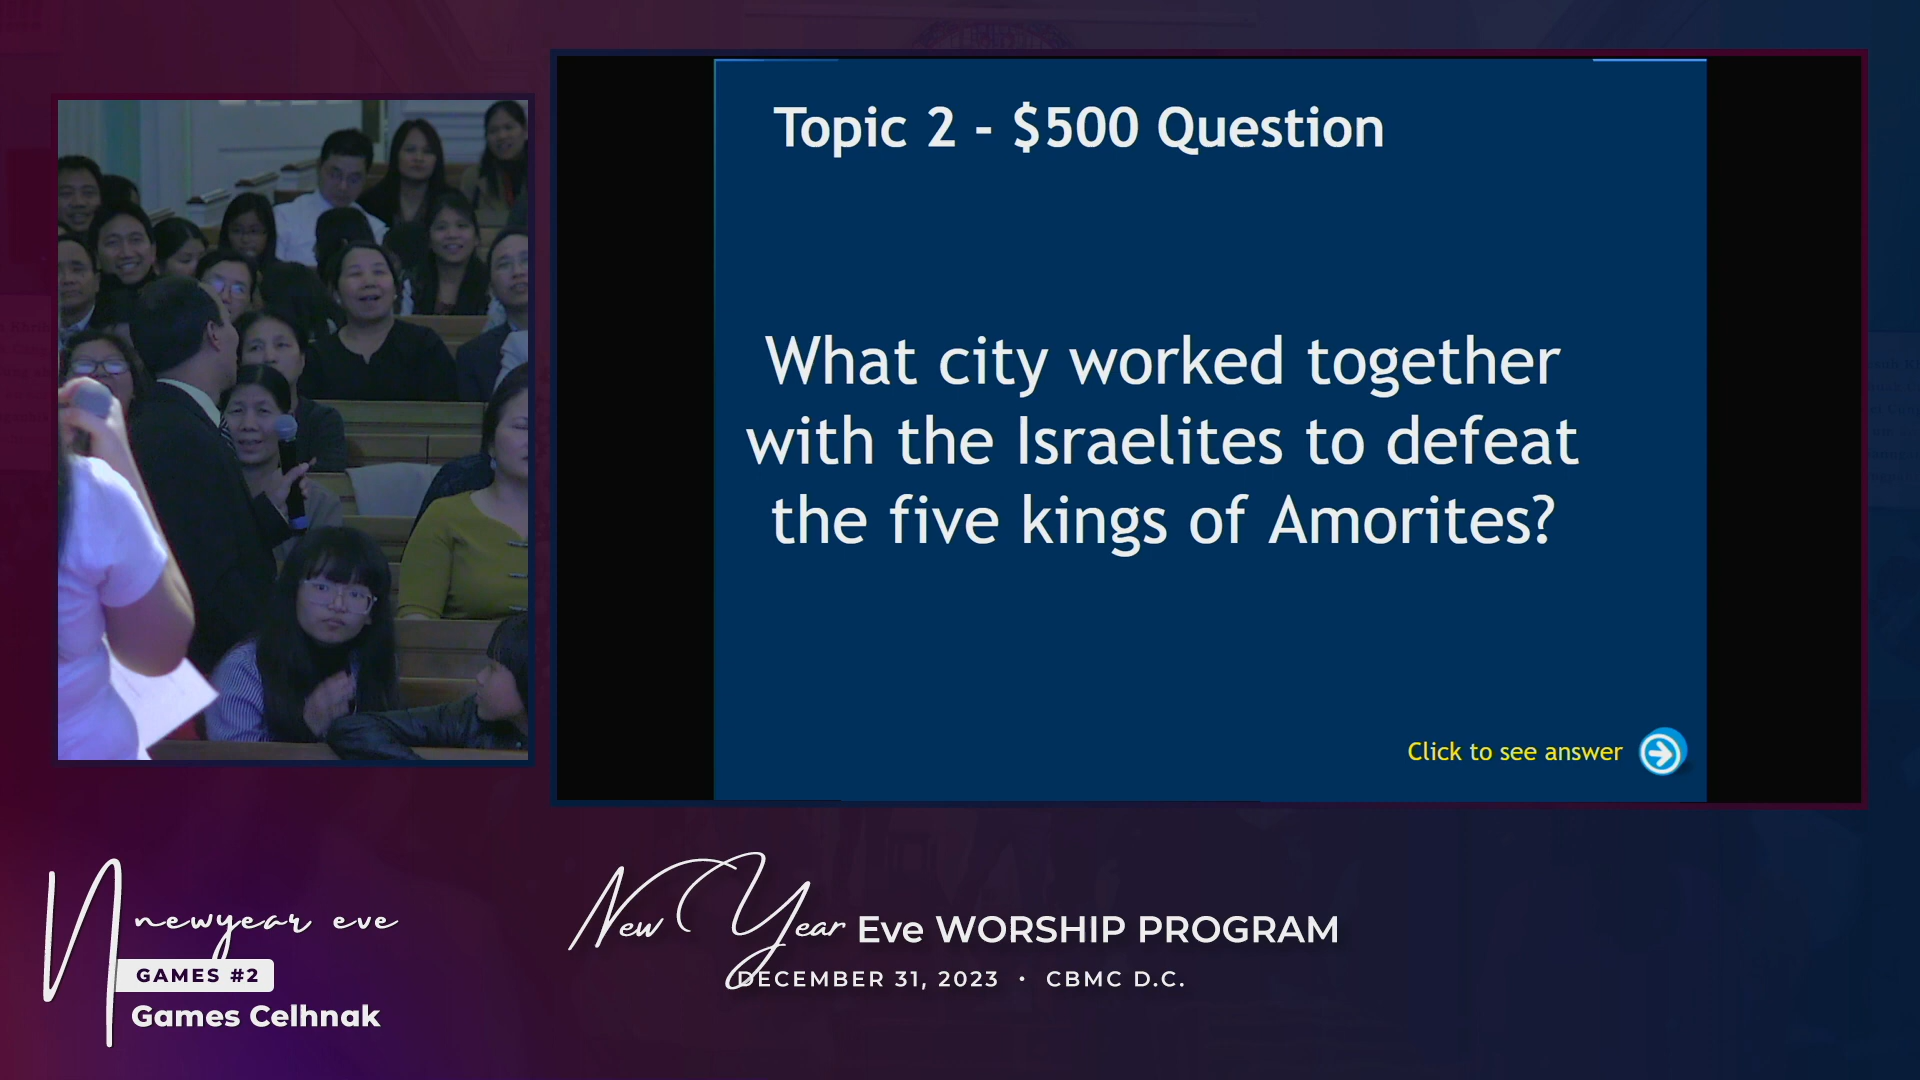 Topic 2 - $500 Question
What city worked together
with the Israelites to defeat
the five kings of Amorites?
Click to see answer
newyear eve
GAMES #2
Games Celhnak
New Year Eve WORSHIP PROGRAM
DECEMBER 31, 2023 • CBMC D.C.